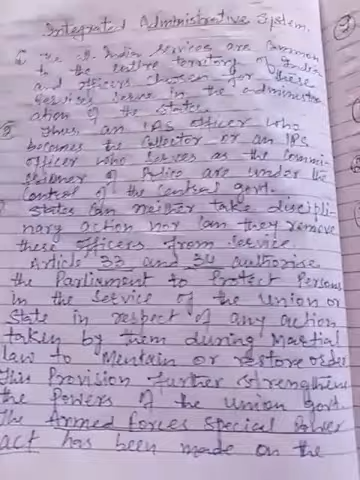 Integrated Administrative System.
The All India Services are common
to the entire territory of India
and officers chosen for these
services serve in the administr-
ation of the states.
Thus an IAS officer who
becomes the collector or an IPS
officer who serves as the commi-
ssioner of Police are under the
control of the Central govt.
States can neither take discipli-
nary action nor can they remove
these officers from service.
Article 33 and 34 authorise
the Parliament to Protect Persons
in the service of the Union or
State in respect of any action
taken by them during Martial
law to Mentain or restore order
This Provision further strengthens
the Powers of the union govt.
The Armed Forces Special Power
act has been made on the